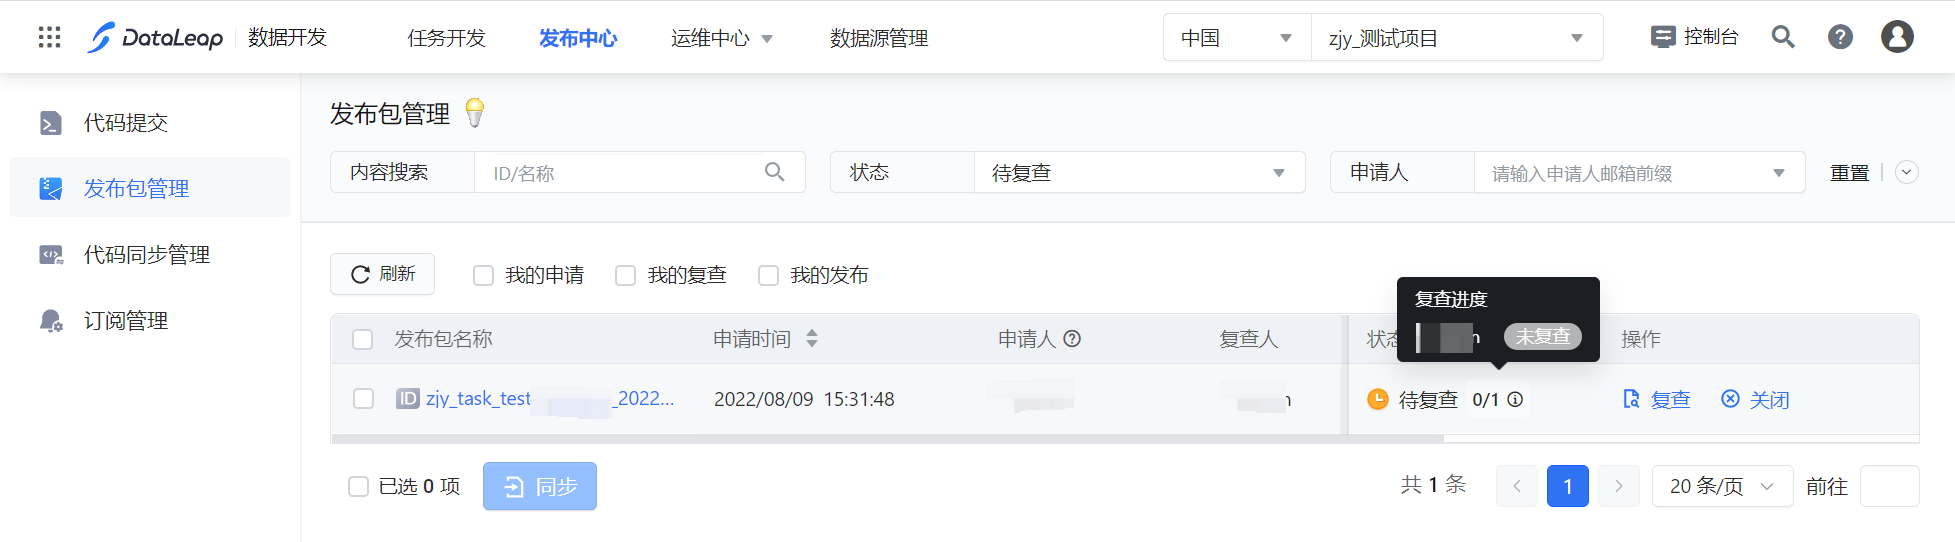 DataLeap 数据开发 任务开发 发布中心 运维中心 数据源管理 中国 zjy_测试项目 控制台
代码提交
发布包管理
代码同步管理
订阅管理
发布包管理
内容搜索 ID/名称 状态 待复查 申请人 请输入申请人邮箱前缀 重置
刷新 我的申请 我的复查 我的发布
复查进度
未复查
发布包名称 申请时间 申请人 复查人 操作
ID zjy_task_test _2022... 2022/08/09 15:31:48 待复查 0/1 复查 关闭
已选 0 项 同步 共 1 条 1 20 条/页 前往